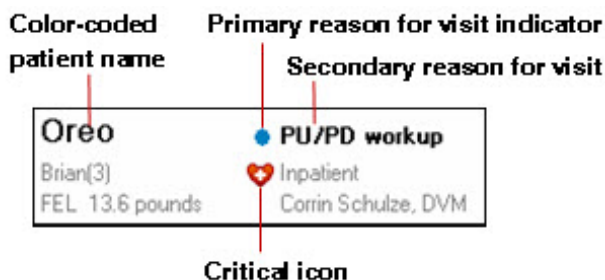 Color-coded patient name
Primary reason for visit indicator
Secondary reason for visit
Oreo
PU/PD workup
Brian(3)
Inpatient
FEL 13.6 pounds
Corrin Schulze, DVM
Critical icon